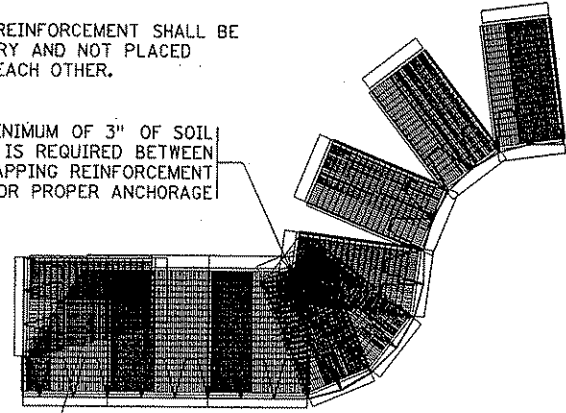 REINFORCEMENT SHALL BE
RY AND NOT PLACED
EACH OTHER.
NIMUM OF 3" OF SOIL
IS REQUIRED BETWEEN
APPING REINFORCEMENT
OR PROPER ANCHORAGE